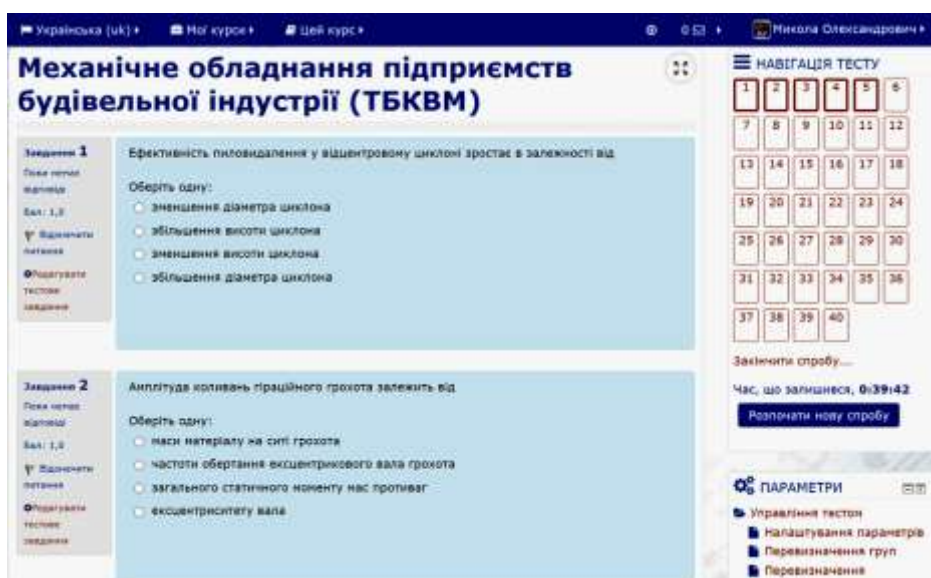 Українська (uk)
Мої курси
Цей курс
0
Микола Олександрович
Механічне обладнання підприємств
будівельної індустрії (ТБКВМ)
Завдання 1
Поки немає
відповіді
Бал: 1,0
Відзначити
питання
Редагувати
тестове
завдання
Ефективність пиловидалення у відцентровому циклоні зростає в залежності від
Оберіть одну:
зменшення діаметра циклона
збільшення висоти циклона
зменшення висоти циклона
збільшення діаметра циклона
Завдання 2
Поки немає
відповіді
Бал: 1,0
Відзначити
питання
Редагувати
тестове
завдання
Амплітуда коливань гіраційного грохота залежить від
Оберіть одну:
маси матеріалу на ситі грохота
частоти обертання ексцентрикового вала грохота
загального статичного моменту мас противаг
ексцентриситету вала
НАВІГАЦІЯ ТЕСТУ
1 2 3 4 5 6
7 8 9 10 11 12
13 14 15 16 17 18
19 20 21 22 23 24
25 26 27 28 29 30
31 32 33 34 35 36
37 38 39 40
Закінчити спробу...
Час, що залишився, 0:39:42
Розпочати нову спробу
ПАРАМЕТРИ
Управління тестом
Налаштування параметрів
Перевизначення груп
Перевизначення